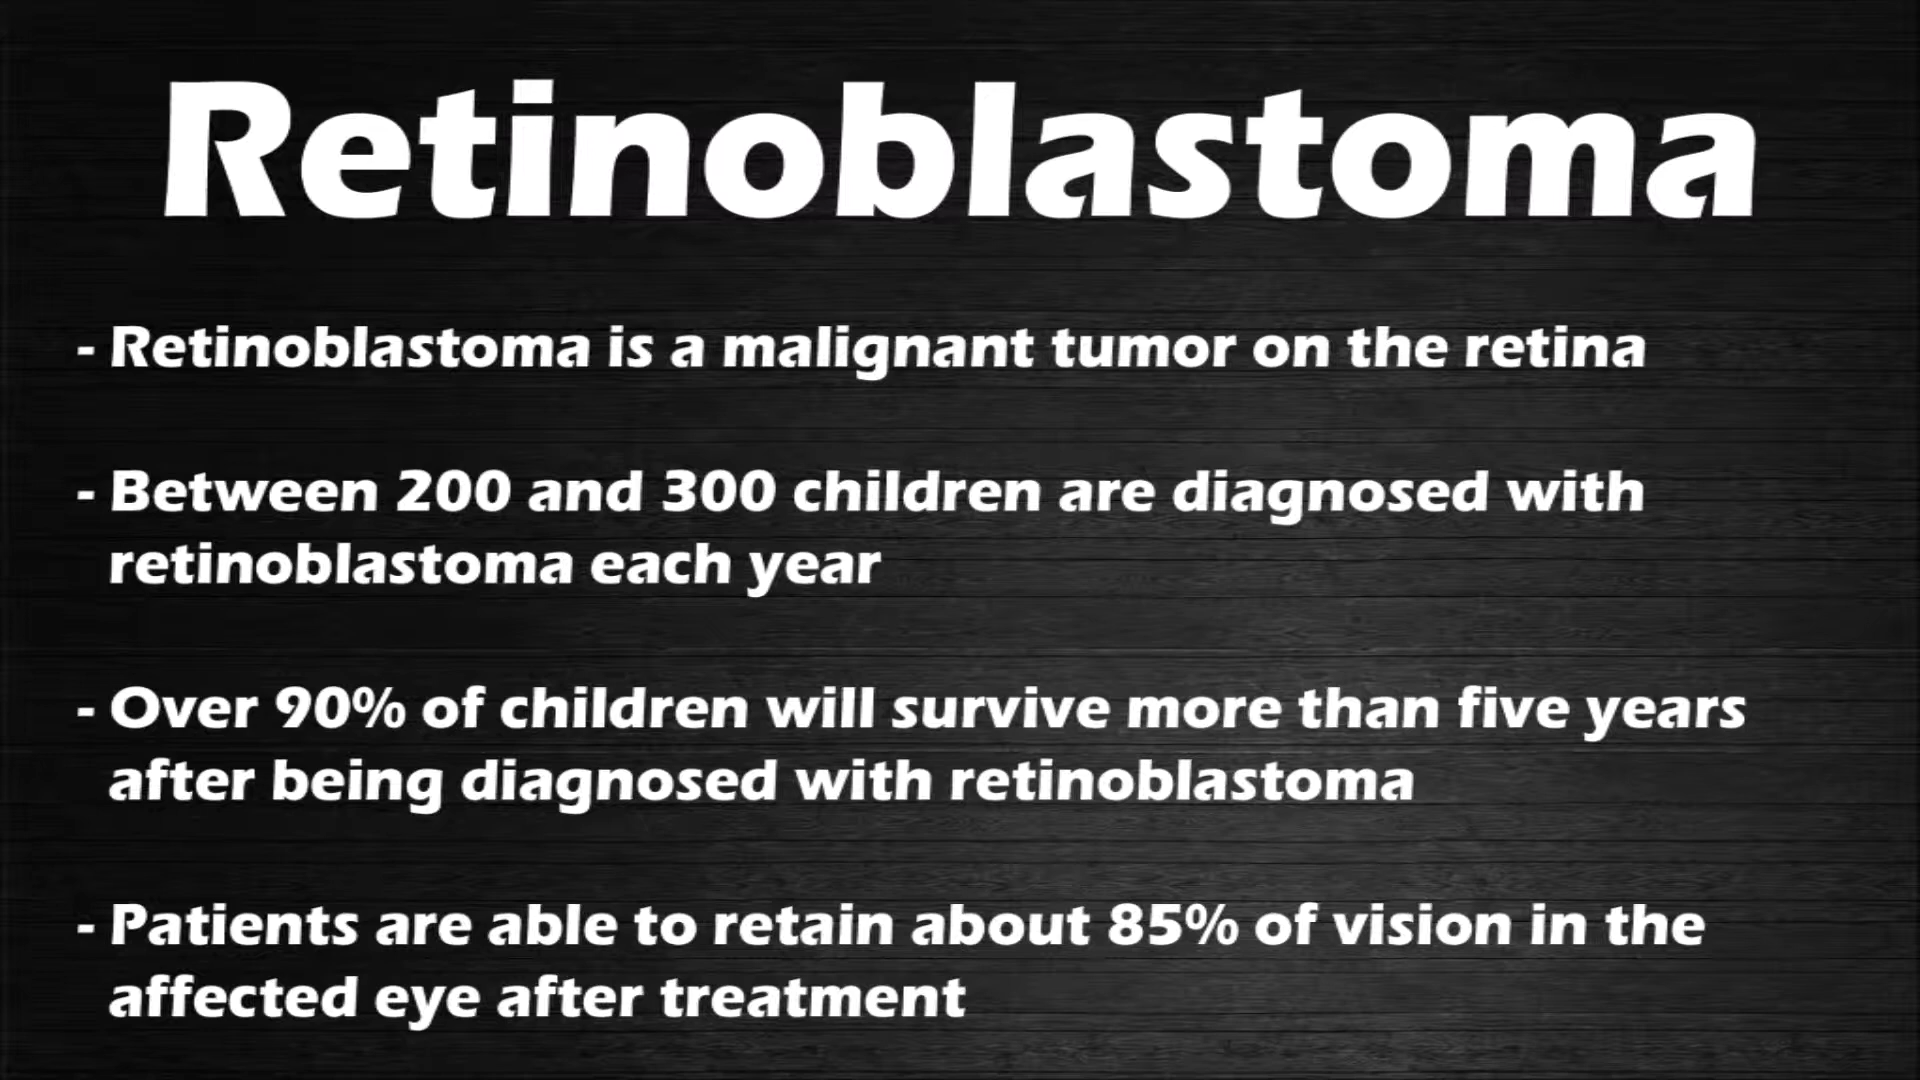 Retinoblastoma
- Retinoblastoma is a malignant tumor on the retina
- Between 200 and 300 children are diagnosed with
retinoblastoma each year
- Over 90% of children will survive more than five years
after being diagnosed with retinoblastoma
- Patients are able to retain about 85% of vision in the
affected eye after treatment